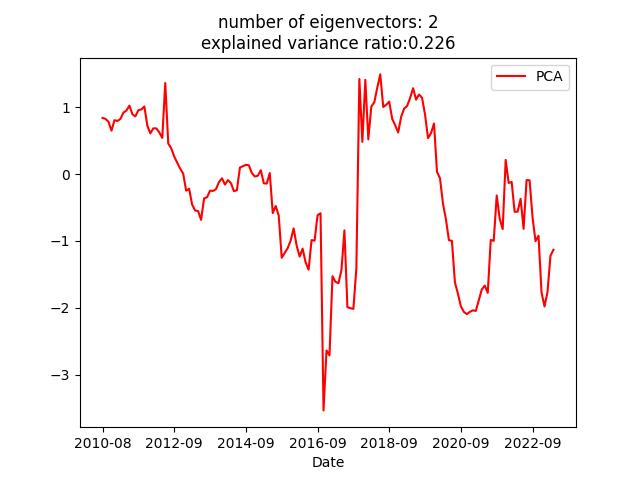 number of eigenvectors: 2
explained variance ratio:0.226
PCA
1
0
−1
−2
−3
2010-08 2012-09 2014-09 2016-09 2018-09 2020-09 2022-09
Date